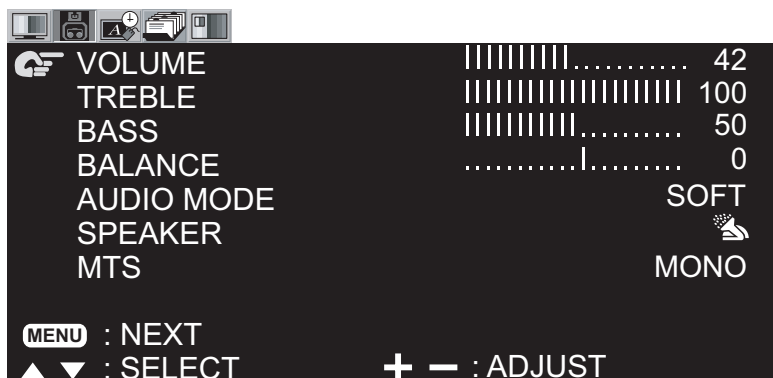 A
VOLUME 42
TREBLE 100
BASS 50
BALANCE 0
AUDIO MODE SOFT
SPEAKER
MTS MONO
MENU : NEXT
: SELECT + − : ADJUST